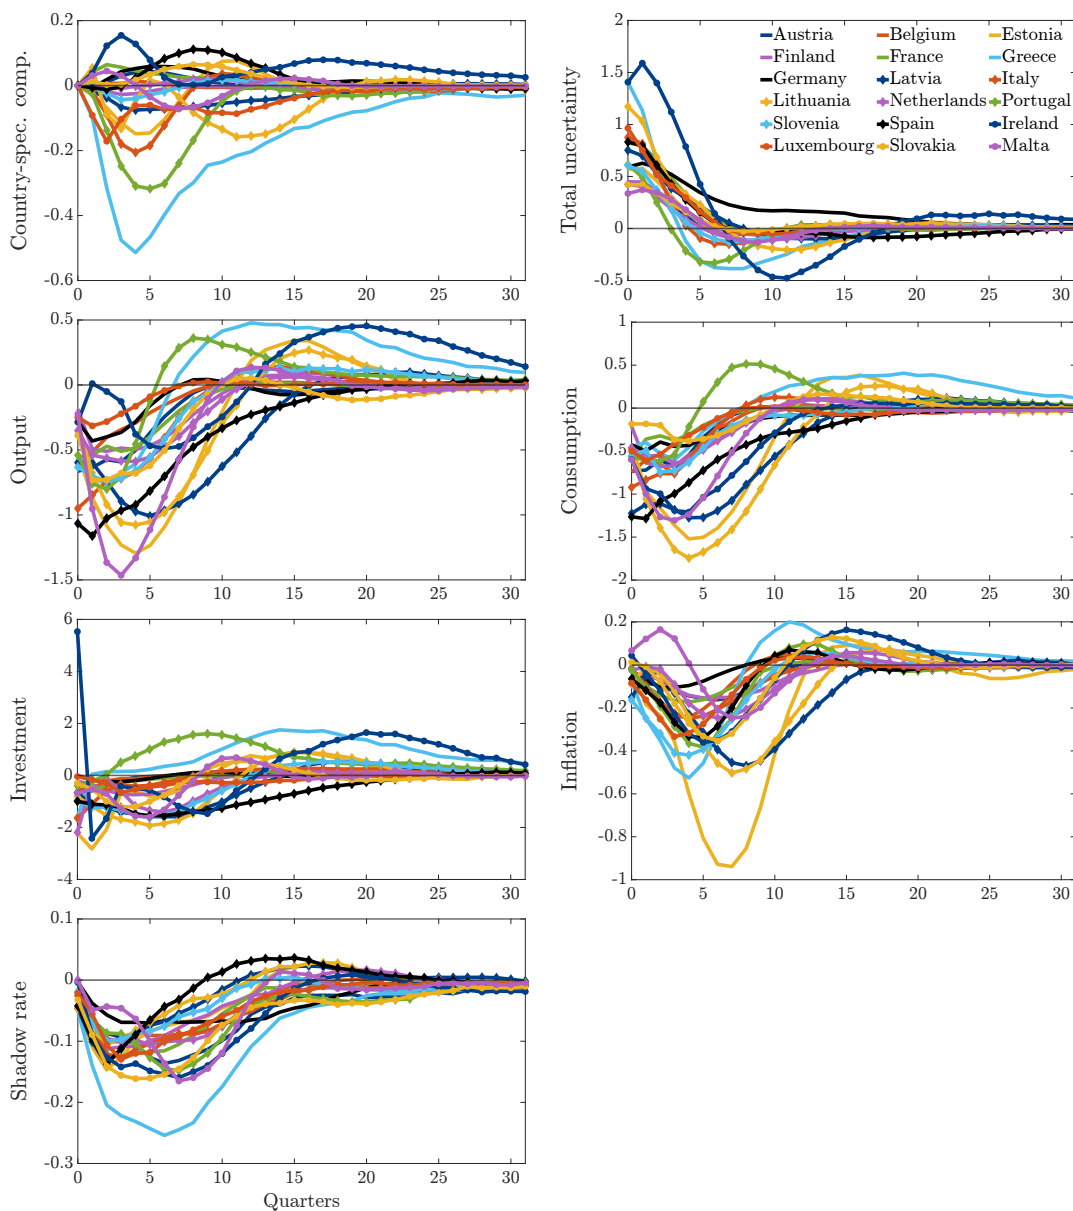 Country-spec. comp.
0.2
0
-0.2
-0.4
-0.6
0 5 10 15 20 25 30
Total uncertainty
2
1.5
1
0.5
0
-0.5
0 5 10 15 20 25 30
Austria Belgium Estonia
Finland France Greece
Germany Latvia Italy
Lithuania Netherlands Portugal
Slovenia Spain Ireland
Luxembourg Slovakia Malta
Output
0.5
0
-0.5
-1
-1.5
0 5 10 15 20 25 30
Consumption
1
0.5
0
-0.5
-1
-1.5
-2
0 5 10 15 20 25 30
Investment
6
4
2
0
-2
-4
0 5 10 15 20 25 30
Inflation
0.2
0
-0.2
-0.4
-0.6
-0.8
-1
0 5 10 15 20 25 30
Shadow rate
0.1
0
-0.1
-0.2
-0.3
0 5 10 15 20 25 30
Quarters